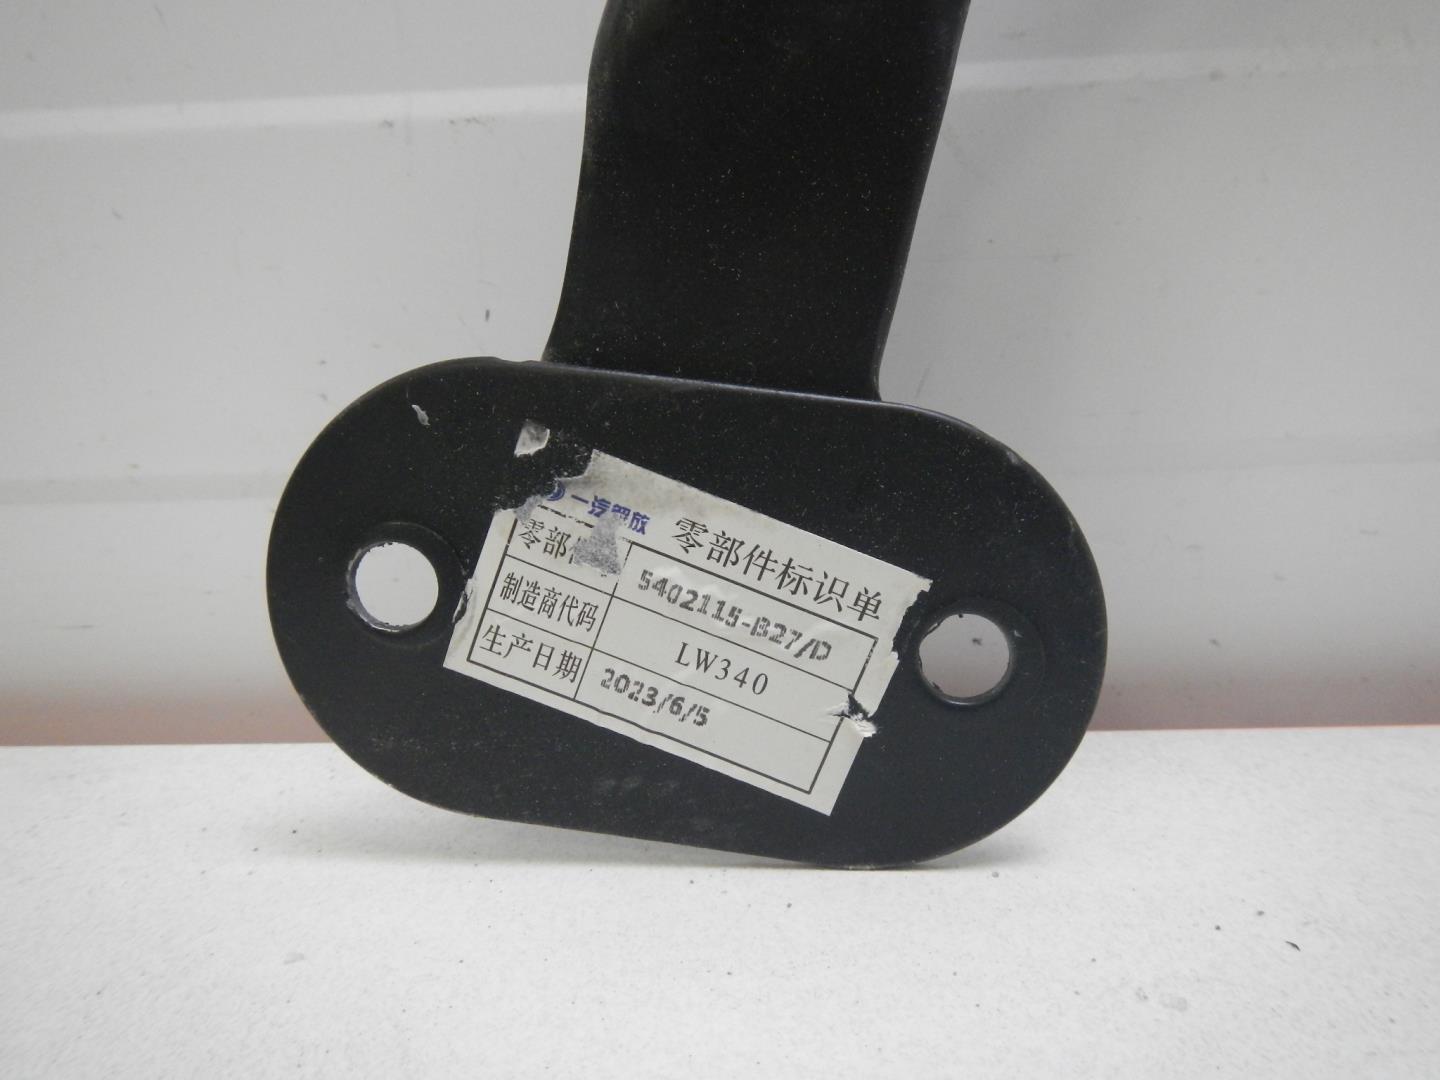 一汽解放 零部件标识单
零部件 5402115-B27/D
制造商代码 LW340
生产日期 2023/6/5